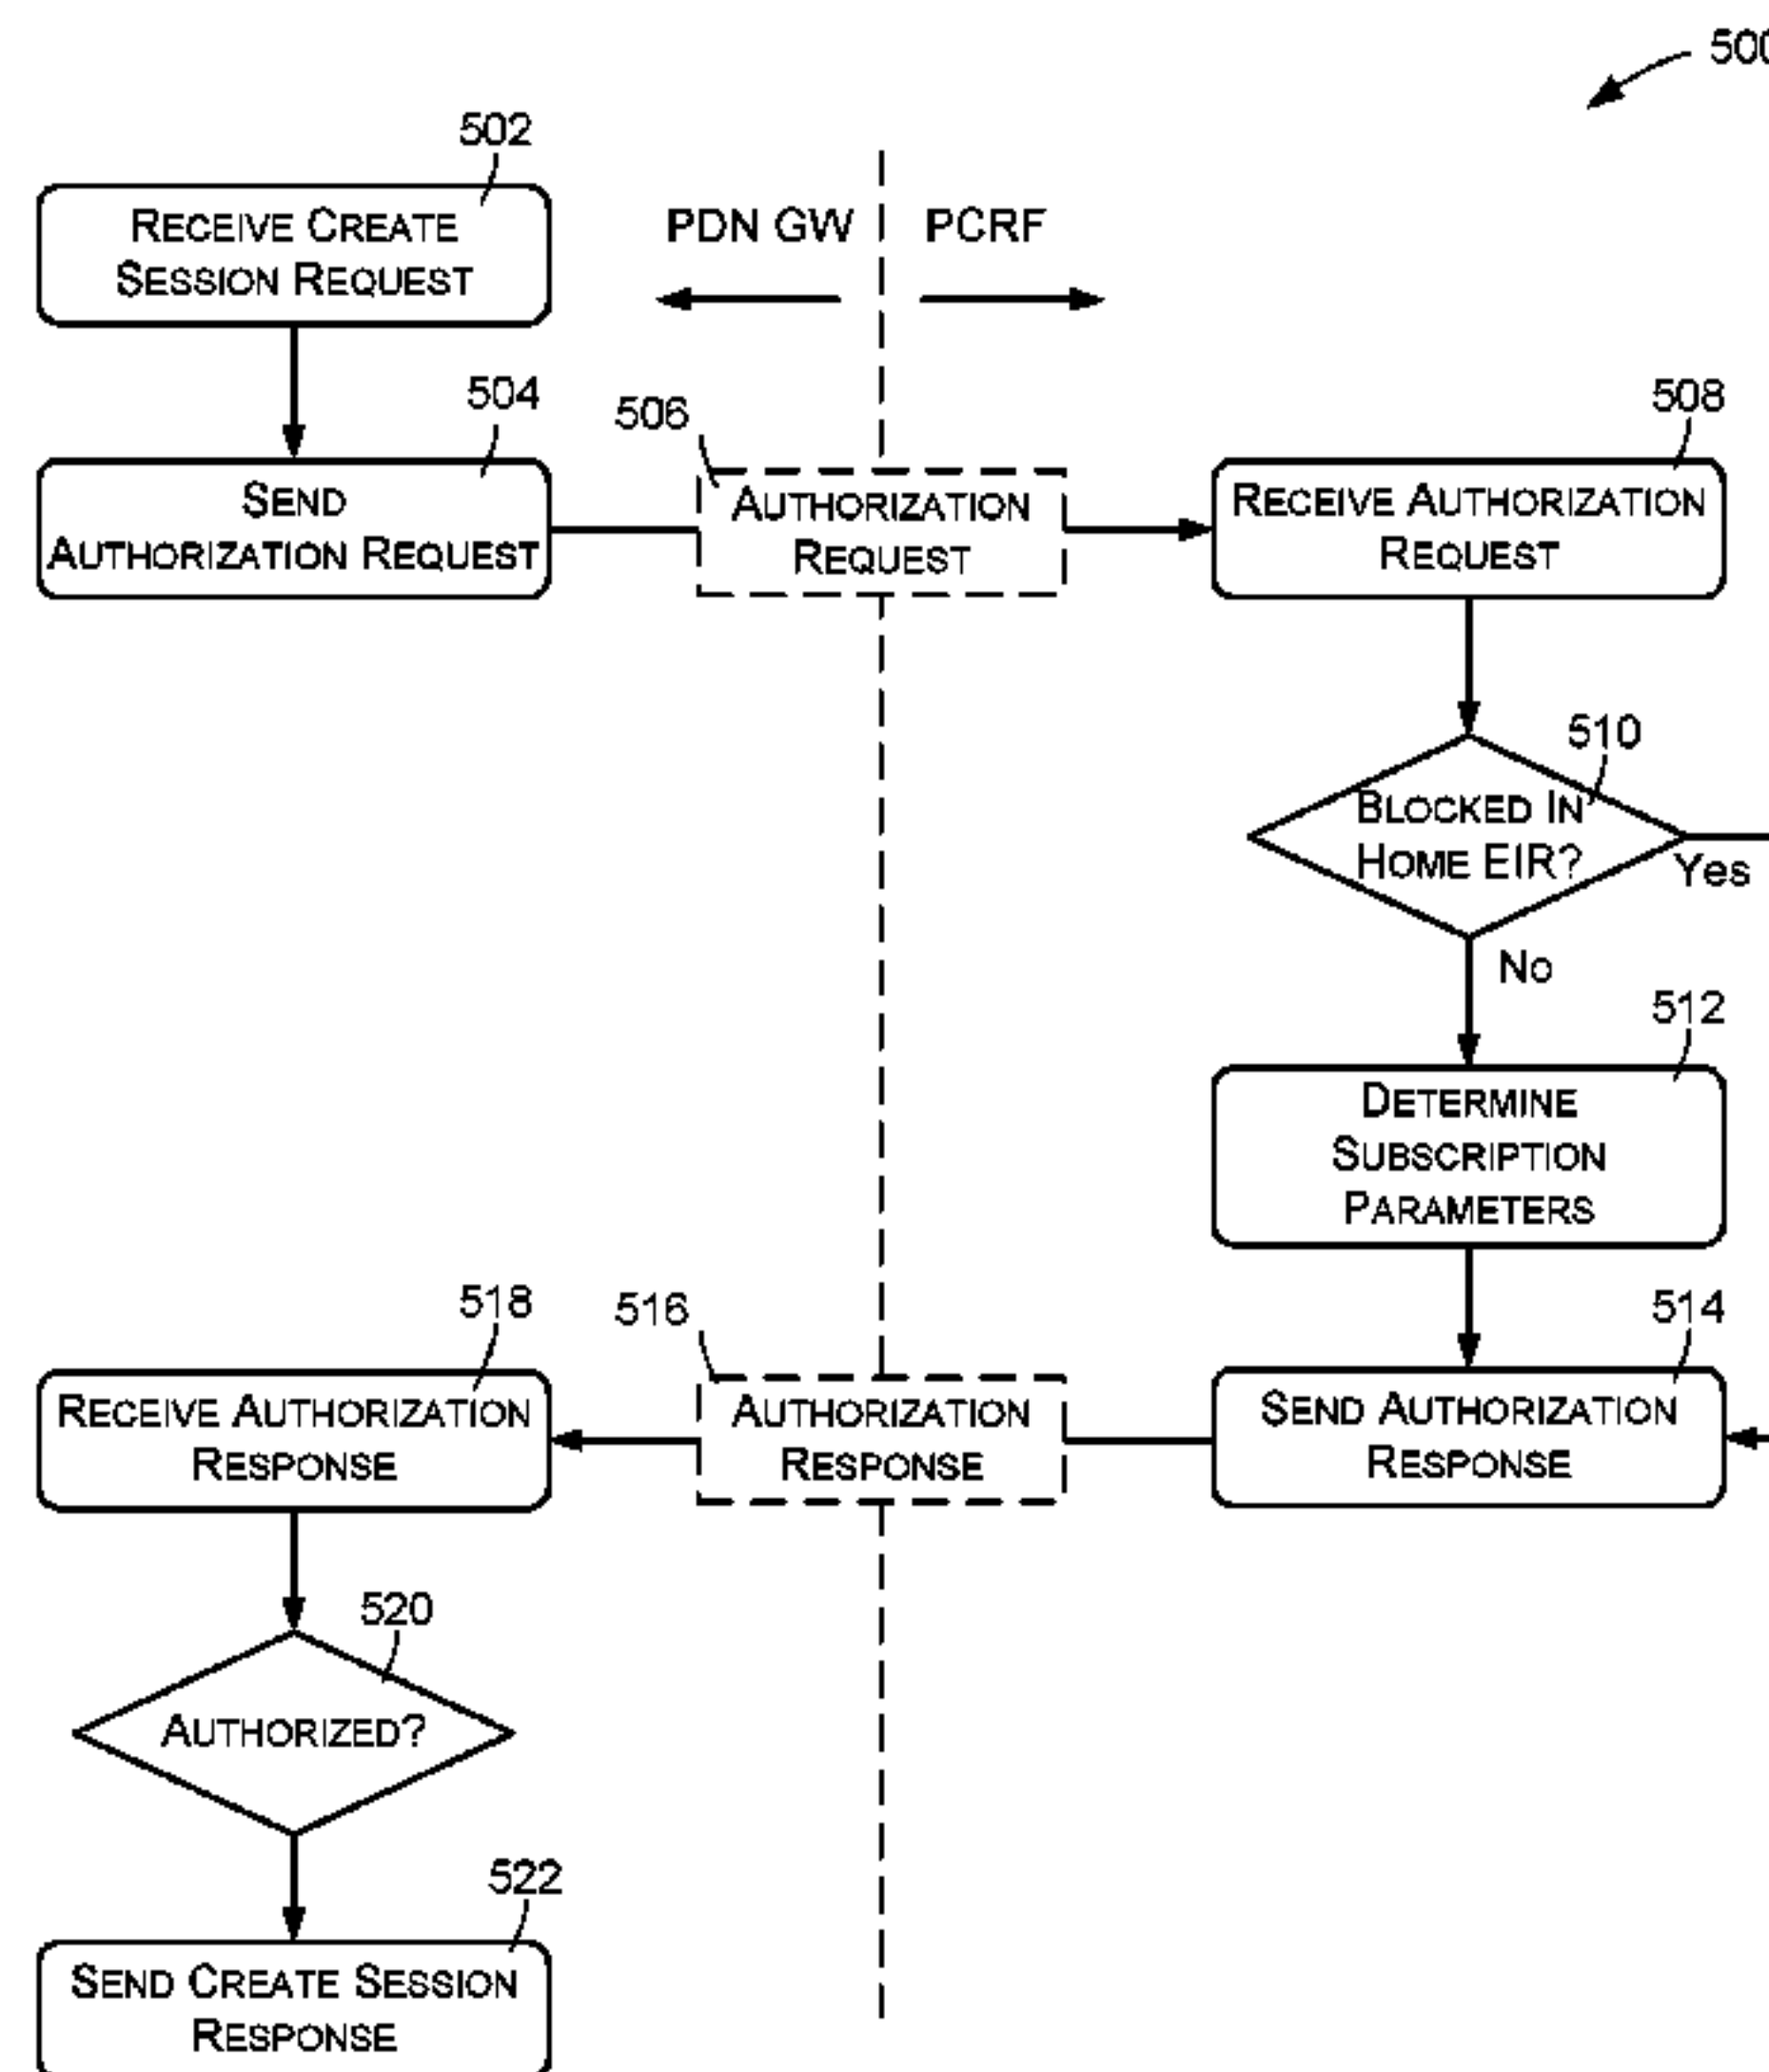 500
502
RECEIVE CREATE
SESSION REQUEST
PDN GW
PCRF
504
SEND
AUTHORIZATION REQUEST
506
AUTHORIZATION
REQUEST
508
RECEIVE AUTHORIZATION
REQUEST
510
BLOCKED IN
HOME EIR?
Yes
No
512
DETERMINE
SUBSCRIPTION
PARAMETERS
514
SEND AUTHORIZATION
RESPONSE
516
AUTHORIZATION
RESPONSE
518
RECEIVE AUTHORIZATION
RESPONSE
520
AUTHORIZED?
522
SEND CREATE SESSION
RESPONSE